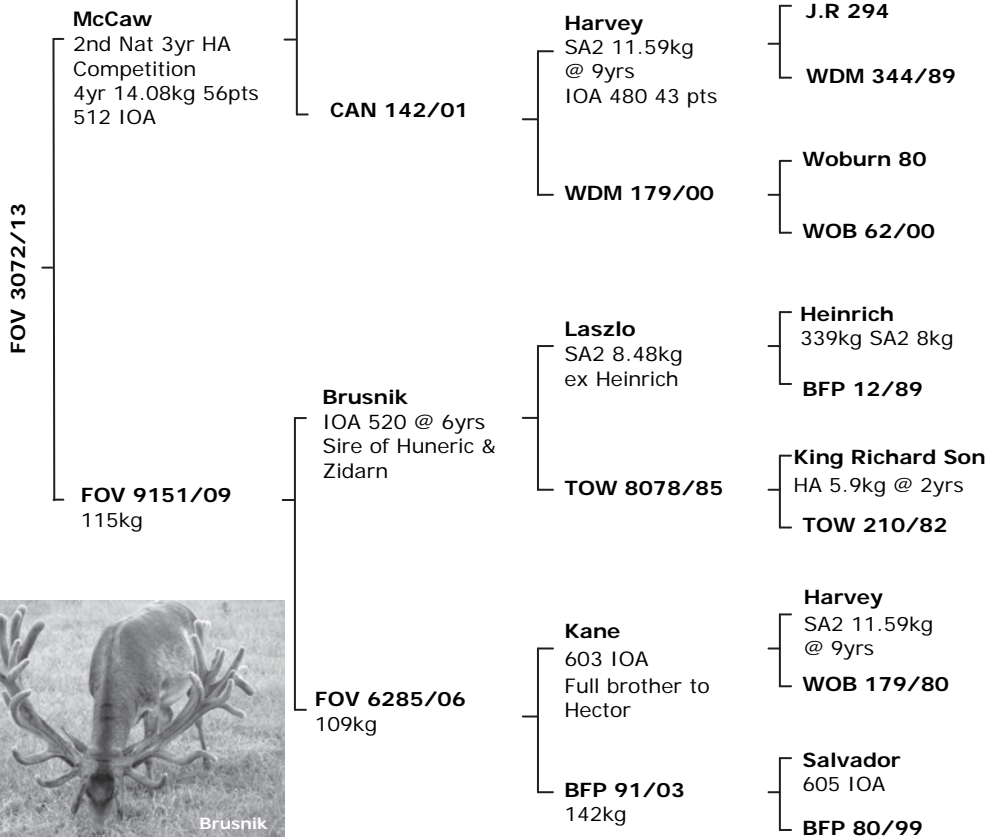 McCaw
2nd Nat 3yr HA
Competition
4yr 14.08kg 56pts
512 IOA
CAN 142/01
Harvey
SA2 11.59kg
@ 9yrs
IOA 480 43 pts
J.R 294
WDM 344/89
WDM 179/00
Woburn 80
WOB 62/00
FOV 3072/13
Brusnik
IOA 520 @ 6yrs
Sire of Huneric &
Zidarn
Laszlo
SA2 8.48kg
ex Heinrich
Heinrich
339kg SA2 8kg
BFP 12/89
TOW 8078/85
King Richard Son
HA 5.9kg @ 2yrs
TOW 210/82
FOV 9151/09
115kg
FOV 6285/06
109kg
Kane
603 IOA
Full brother to
Hector
Harvey
SA2 11.59kg
@ 9yrs
WOB 179/80
BFP 91/03
142kg
Salvador
605 IOA
BFP 80/99
Brusnik